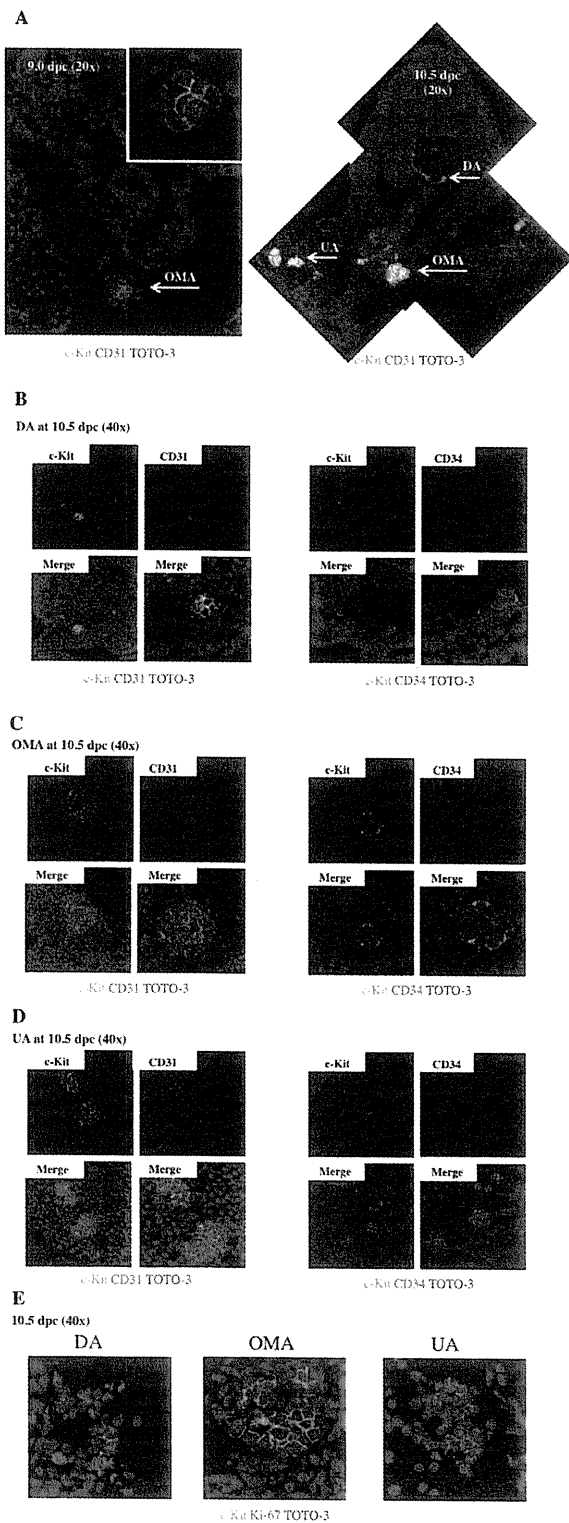 A
9.0 dpc (20x)
10.5 dpc
(20x)
DA
UA
OMA
OMA
c-Kit CD31 TOTO-3
c-Kit CD31 TOTO-3
B
DA at 10.5 dpc (40x)
c-Kit
CD31
c-Kit
CD34
Merge
Merge
Merge
Merge
c-Kit CD31 TOTO-3
c-Kit CD34 TOTO-3
C
OMA at 10.5 dpc (40x)
c-Kit
CD31
c-Kit
CD34
Merge
Merge
Merge
Merge
c-Kit CD31 TOTO-3
c-Kit CD34 TOTO-3
D
UA at 10.5 dpc (40x)
c-Kit
CD31
c-Kit
CD34
Merge
Merge
Merge
Merge
c-Kit CD31 TOTO-3
c-Kit CD34 TOTO-3
E
10.5 dpc (40x)
DA
OMA
UA
c-Kit Ki-67 TOTO-3